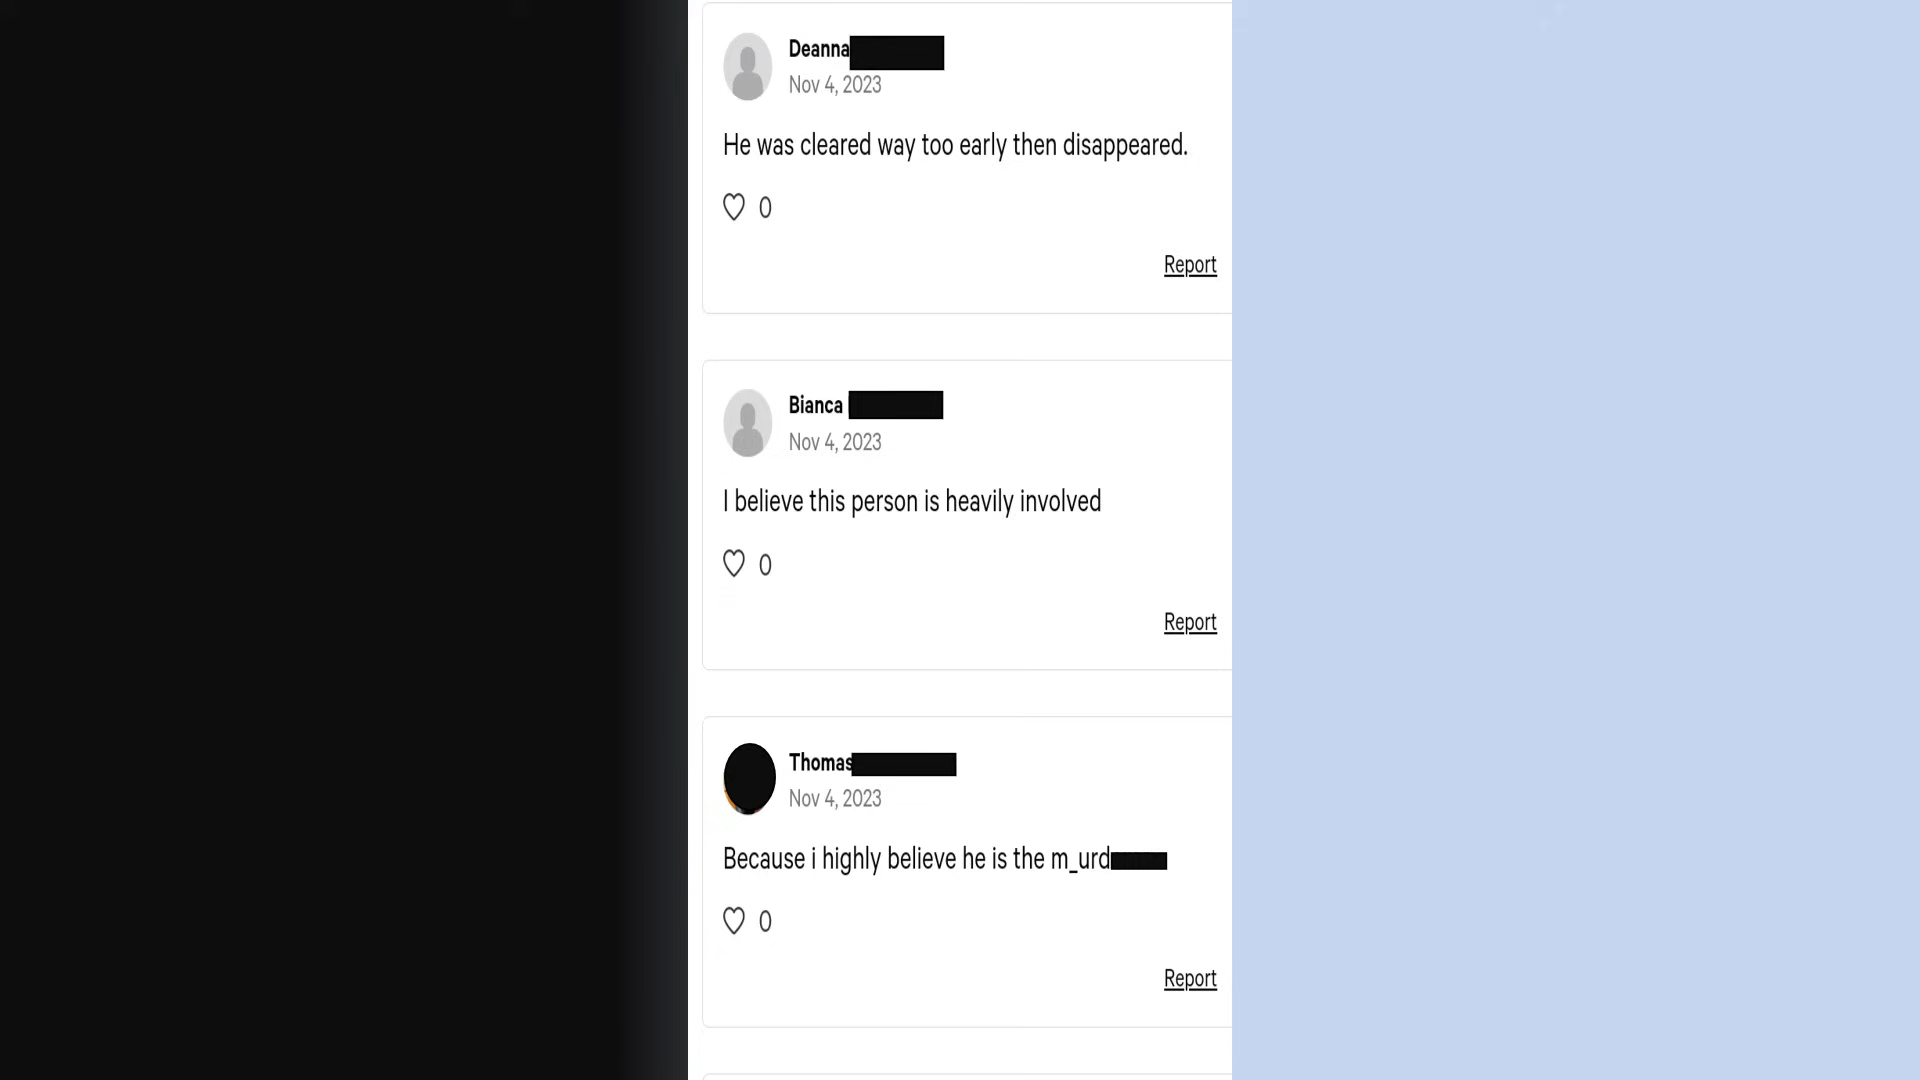 Deanna
Nov 4, 2023
He was cleared way too early then disappeared.
0
Report
Bianca
Nov 4, 2023
I believe this person is heavily involved
0
Report
Thomas
Nov 4, 2023
Because i highly believe he is the m_urd
0
Report